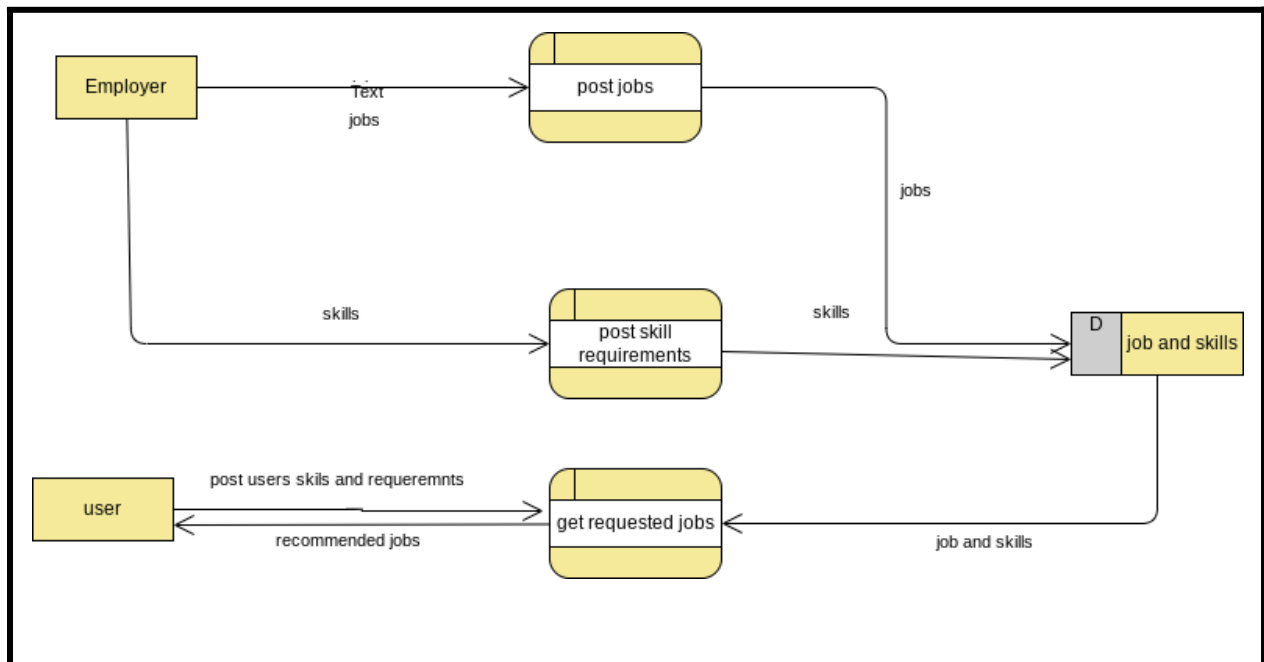 Employer
Text
jobs
post jobs
jobs
skills
post skill
requirements
skills
D
job and skills
user
post users skils and requeremnts
recommended jobs
get requested jobs
job and skills